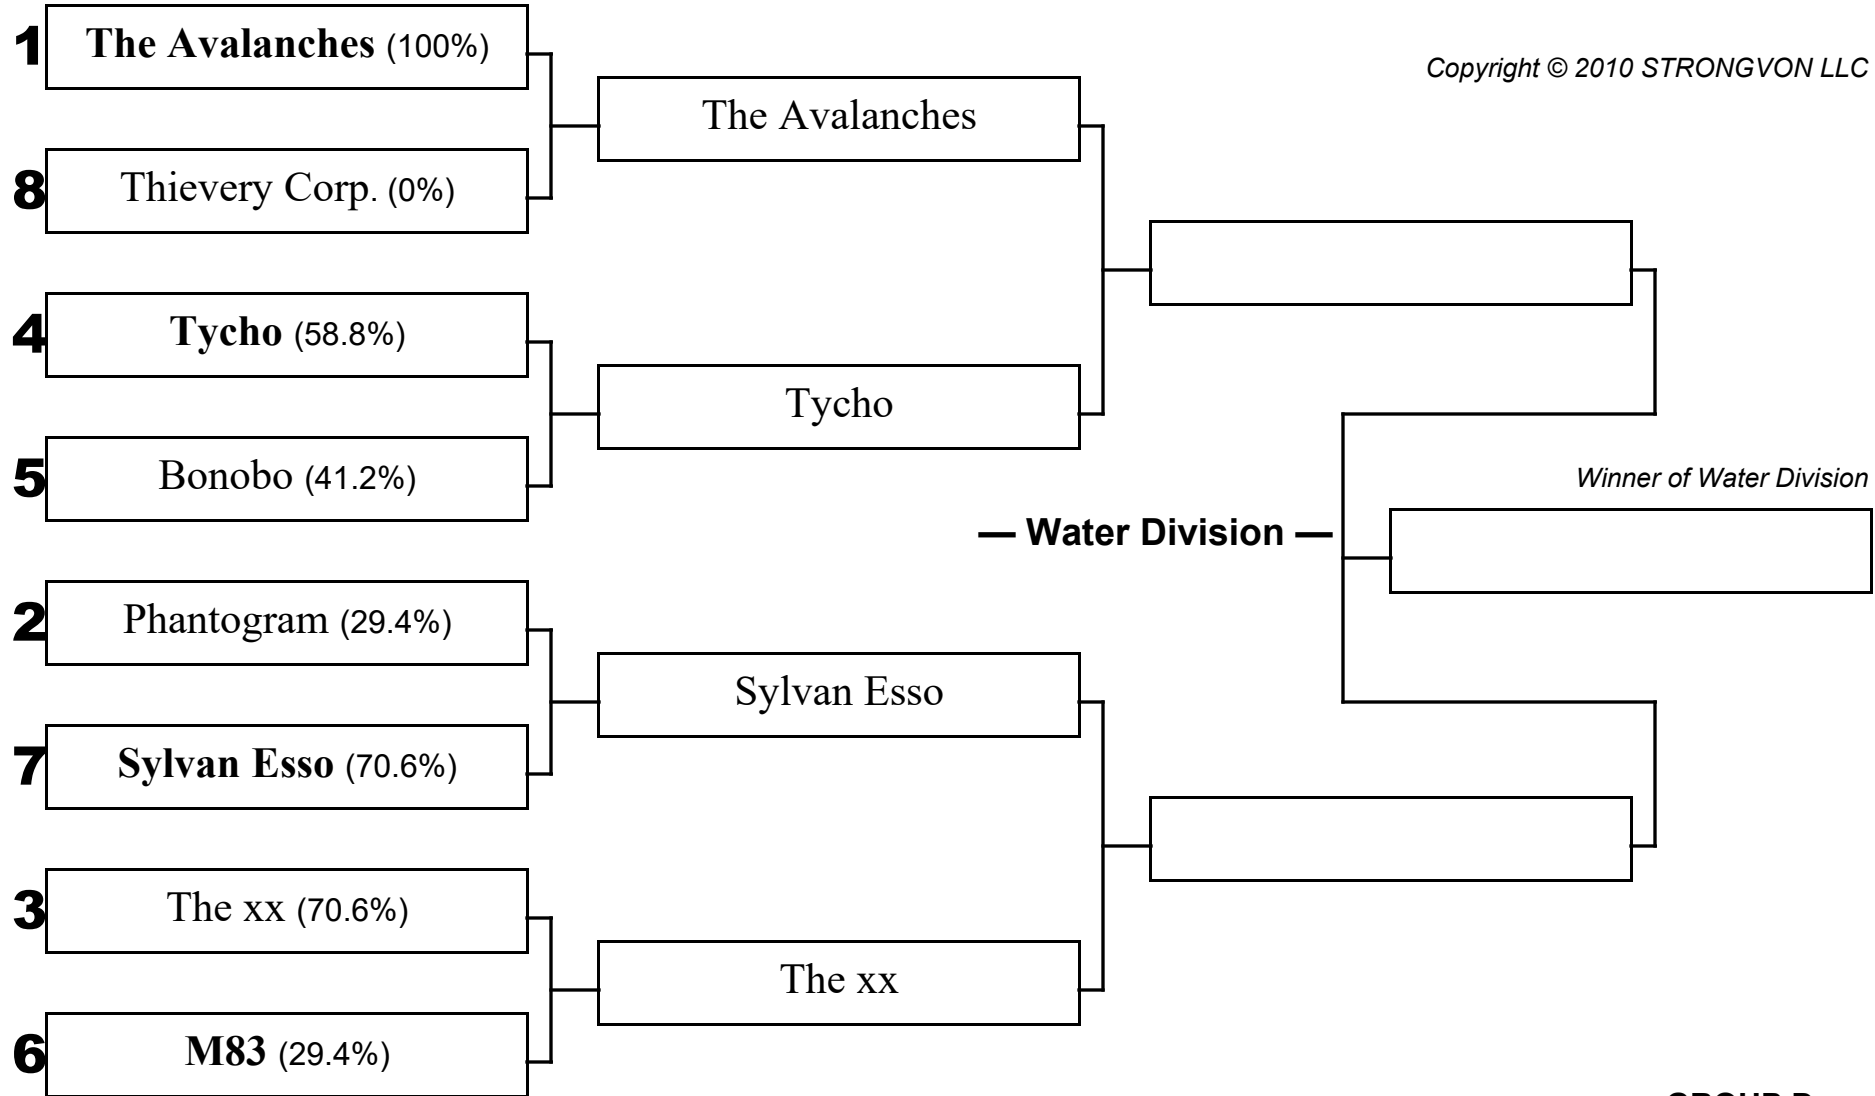 1 The Avalanches (100%)
Copyright © 2010 STRONGVON LLC
The Avalanches
8 Thievery Corp. (0%)
4 Tycho (58.8%)
Tycho
5 Bonobo (41.2%)
Winner of Water Division
— Water Division —
2 Phantogram (29.4%)
Sylvan Esso
7 Sylvan Esso (70.6%)
3 The xx (70.6%)
The xx
6 M83 (29.4%)